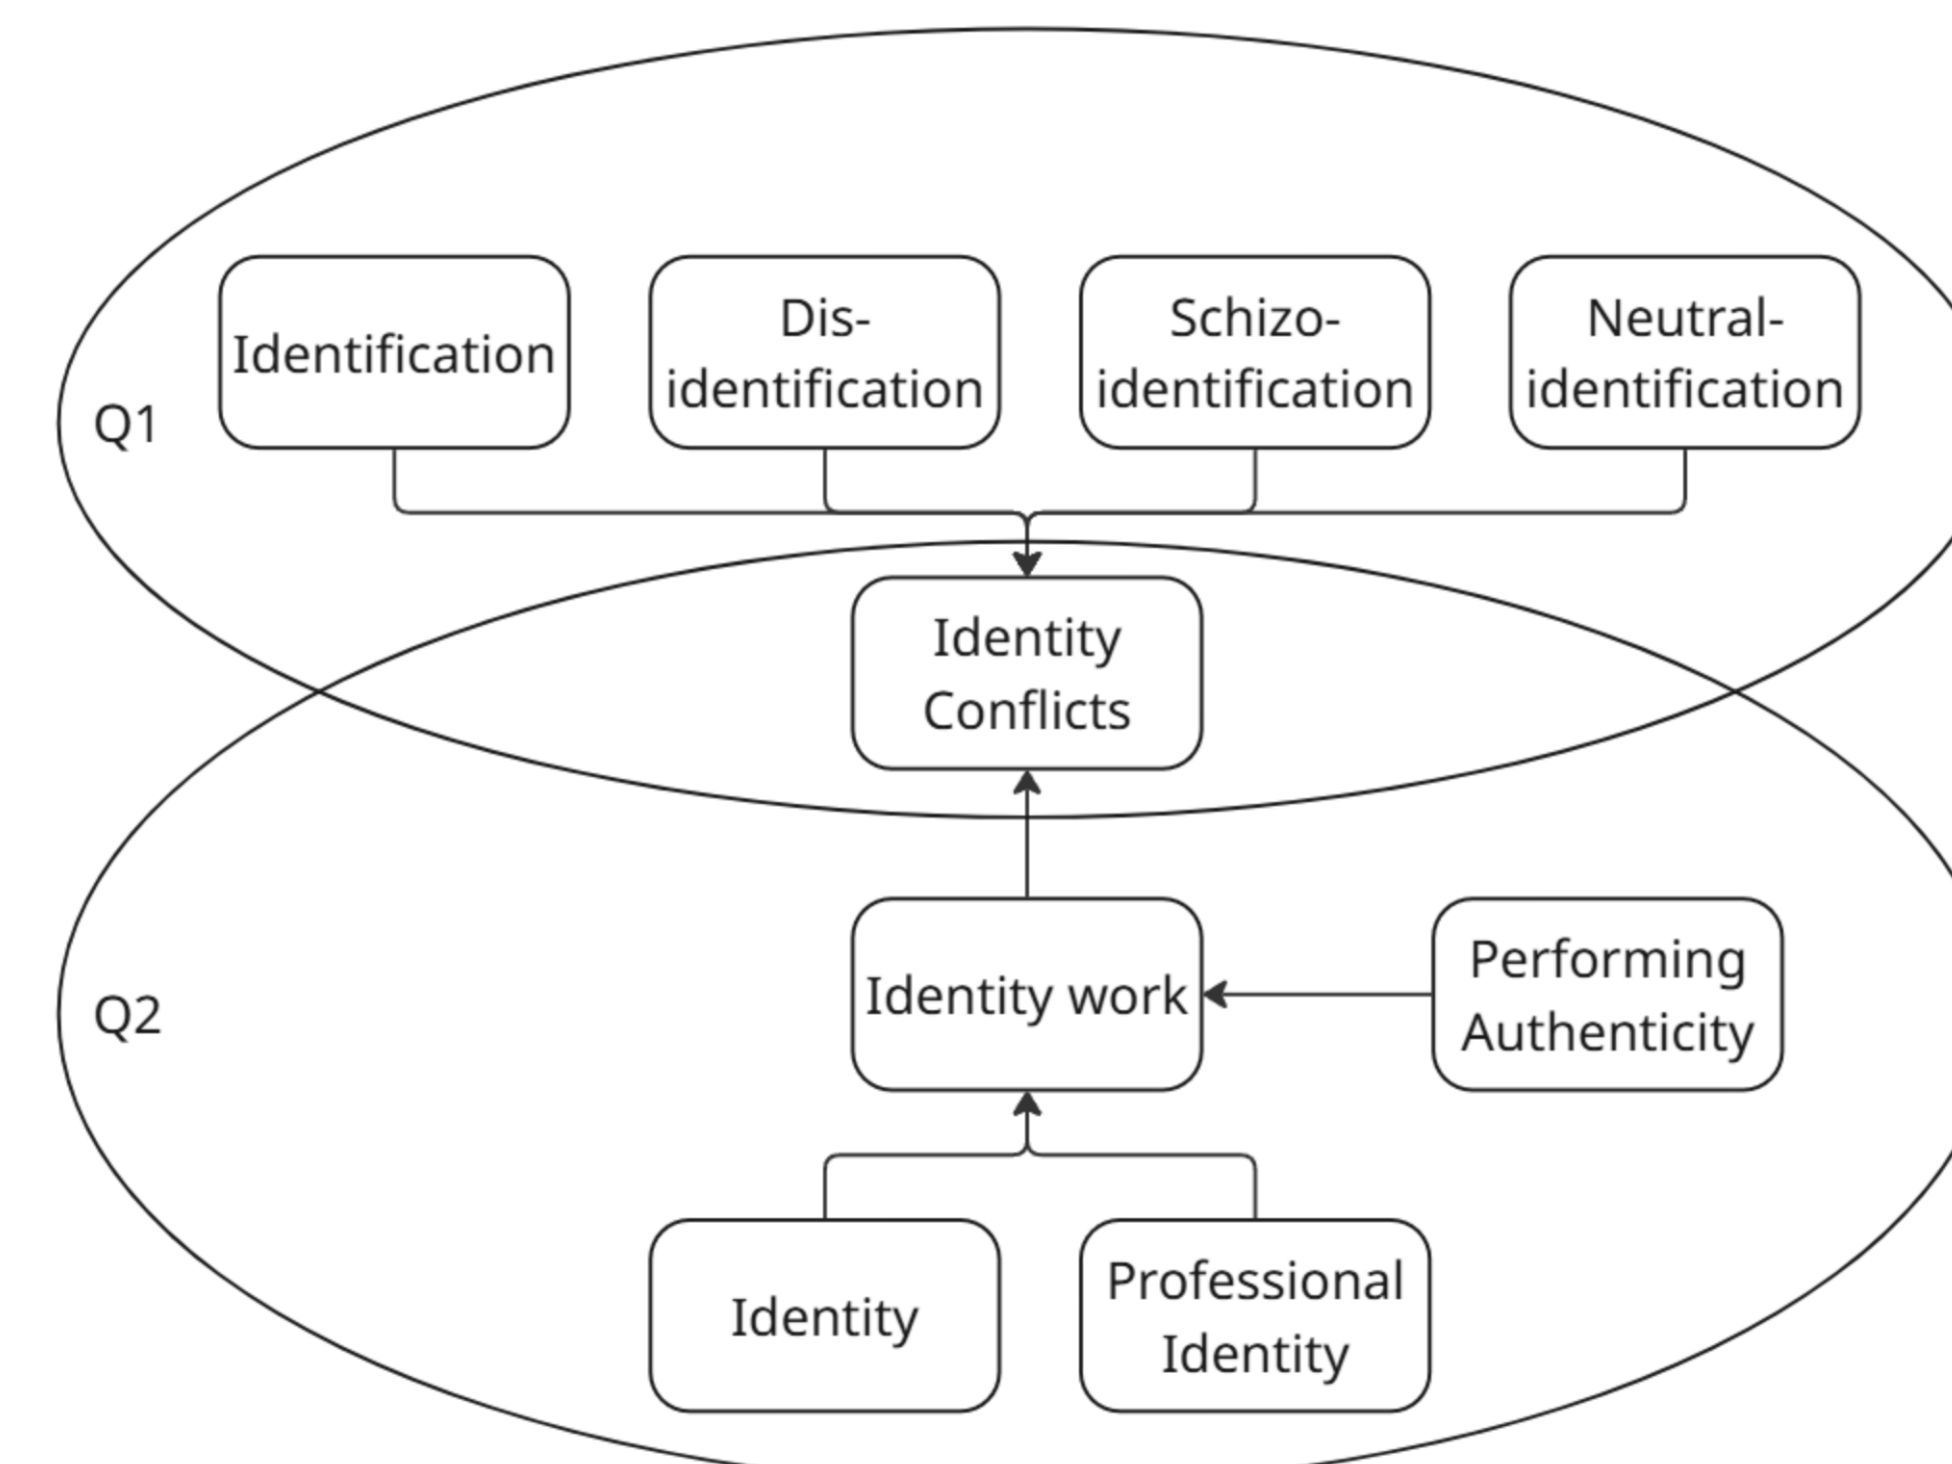 Identification
Dis-
identification
Schizo-
identification
Neutral-
identification
Q1
Identity
Conflicts
Identity work
Performing
Authenticity
Q2
Identity
Professional
Identity